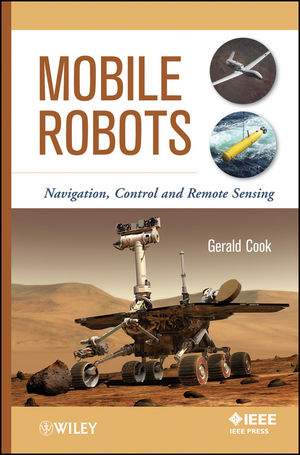 MOBILE
ROBOTS
Navigation, Control and Remote Sensing
Gerald Cook
WILEY
IEEE
IEEE PRESS